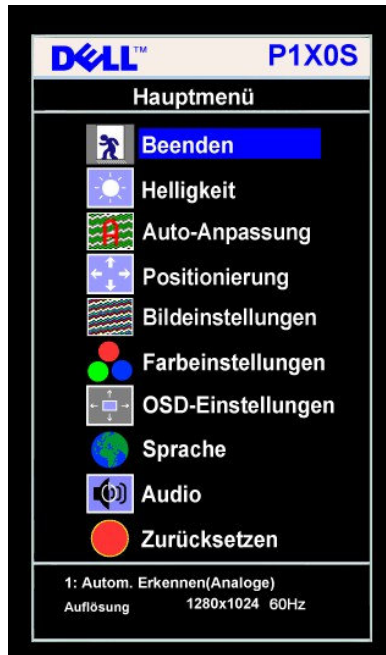 DELL™ P1X0S
Hauptmenü
Beenden
Helligkeit
Auto-Anpassung
Positionierung
Bildeinstellungen
Farbeinstellungen
OSD-Einstellungen
Sprache
Audio
Zurücksetzen
1: Autom. Erkennen(Analoge)
Auflösung 1280x1024 60Hz